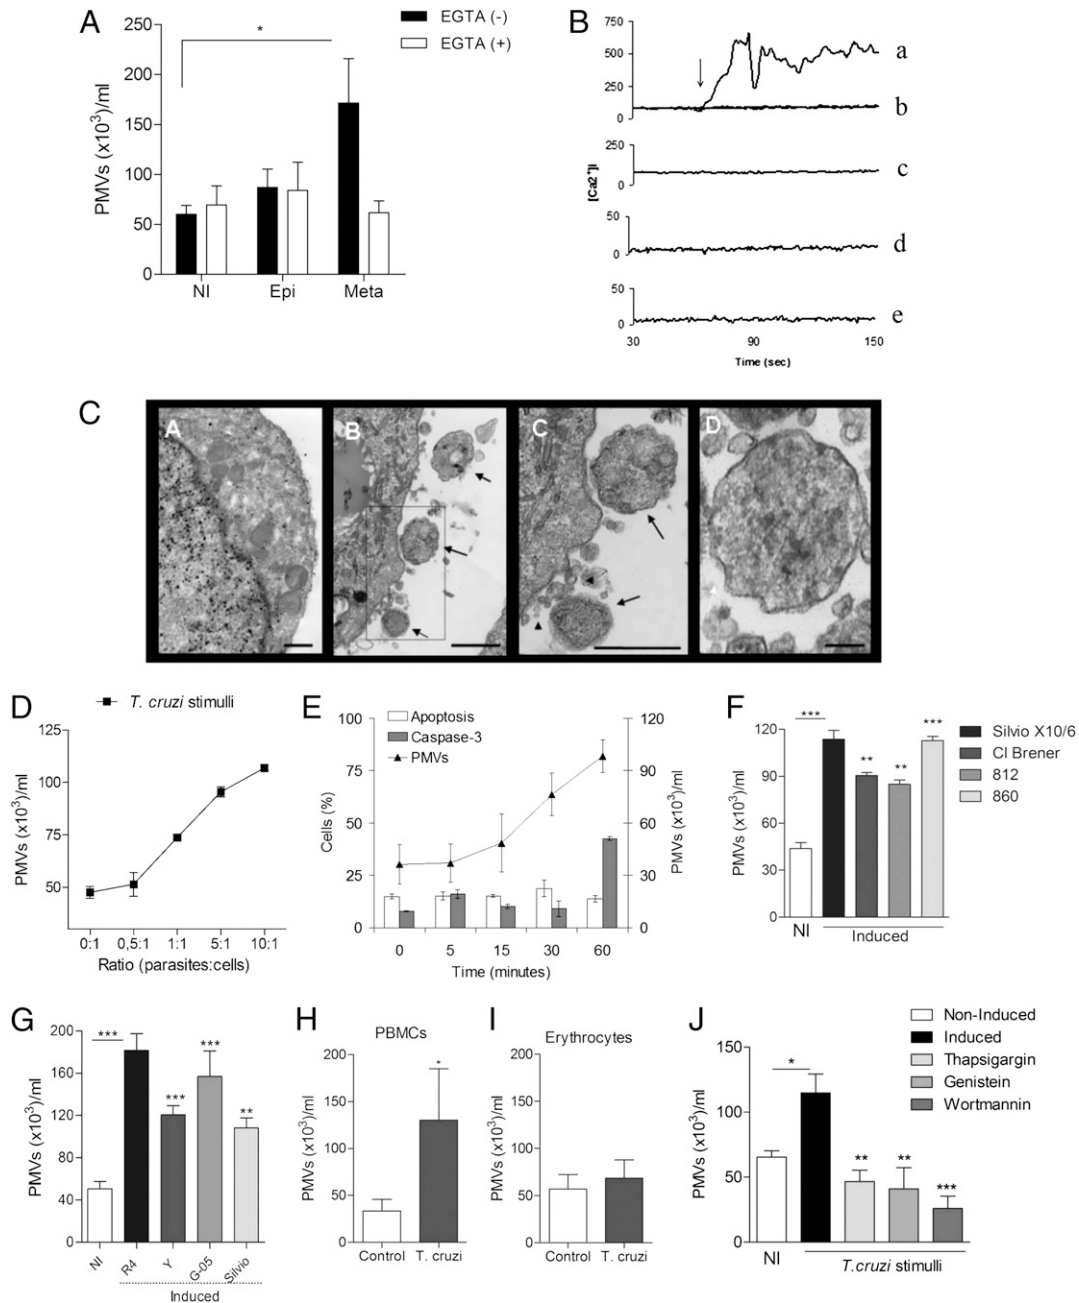 A
EGTA (-)
EGTA (+)
*
250
200
150
100
50
0
PMVs (x10³)/ml
NI Epi Meta
B
750
500
250
0
a
b
250
0
c
50
0
d
50
0
e
[Ca2⁺]i
30 90 150
Time (sec)
C
A B C D
D
T. cruzi stimulli
125
100
75
50
PMVs (x10³)/ml
0:1 0,5:1 1:1 5:1 10:1
Ratio (parasites:cells)
E
Apoptosis
Caspase-3
PMVs
100
75
50
25
0
Cells (%)
120
90
60
30
0
PMVs (x10³)/ml
0 5 15 30 60
Time (minutes)
F
*** ** ** ***
Silvio X10/6
Cl Brener
812
860
120
90
60
30
0
PMVs (x10³)/ml
NI
Induced
G
*** *** *** **
200
160
120
80
40
0
PMVs (x10³)/ml
NI R4 Y G-05 Silvio
Induced
H
PBMCs
*
200
150
100
50
0
PMVs (x10³)/ml
Control T. cruzi
I
Erythrocytes
200
150
100
50
0
PMVs (x10³)/ml
Control T. cruzi
J
Non-Induced
Induced
Thapsigargin
Genistein
Wortmannin
* ** ** ***
150
100
50
0
PMVs (x10³)/ml
NI
T.cruzi stimulli